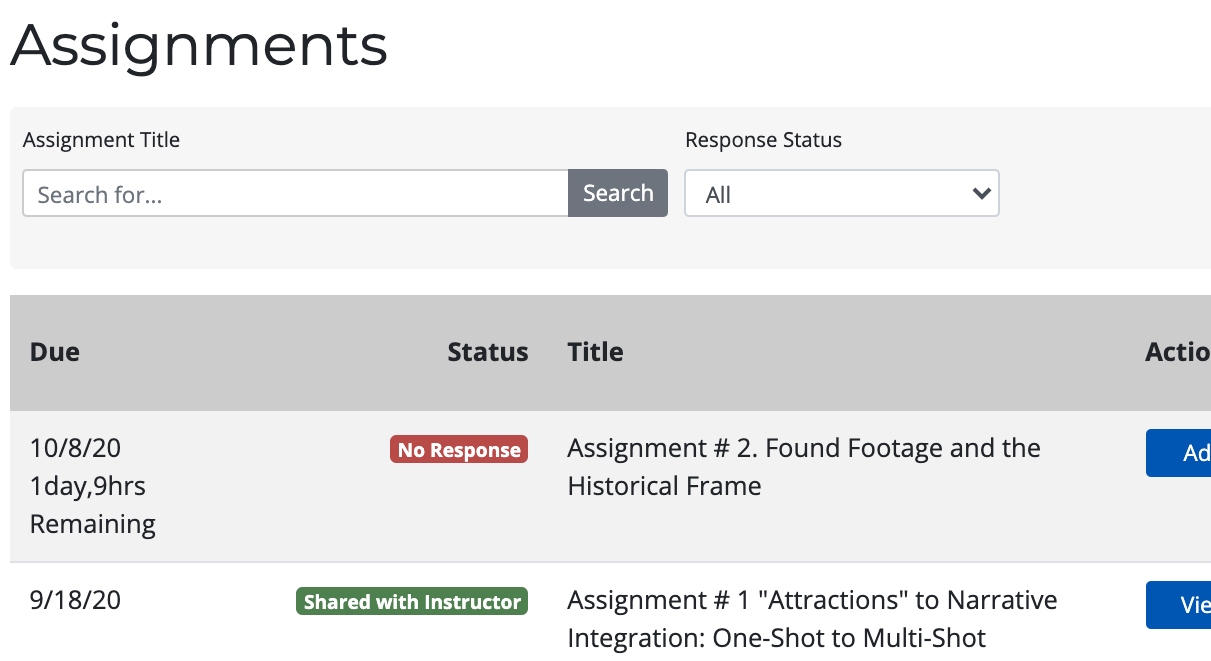 Assignments
Assignment Title
Response Status
Search for...
Search
All
Due
Status
Title
Actio
10/8/20
No Response
Assignment # 2. Found Footage and the
Ad
1day,9hrs
Historical Frame
Remaining
9/18/20
Shared with Instructor
Assignment # 1 "Attractions" to Narrative
Vie
Integration: One-Shot to Multi-Shot